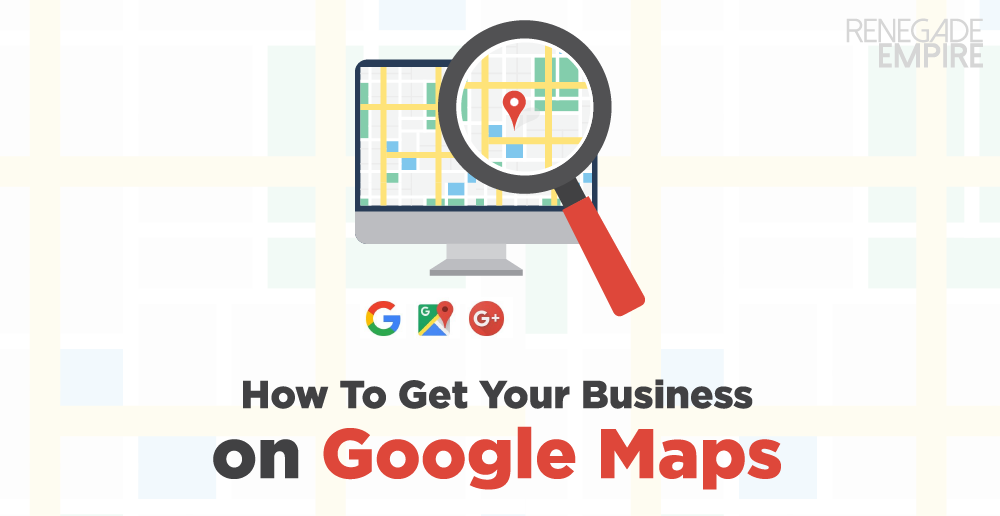 RENEGADE
EMPIRE
G
G
G+
How To Get Your Business
on Google Maps